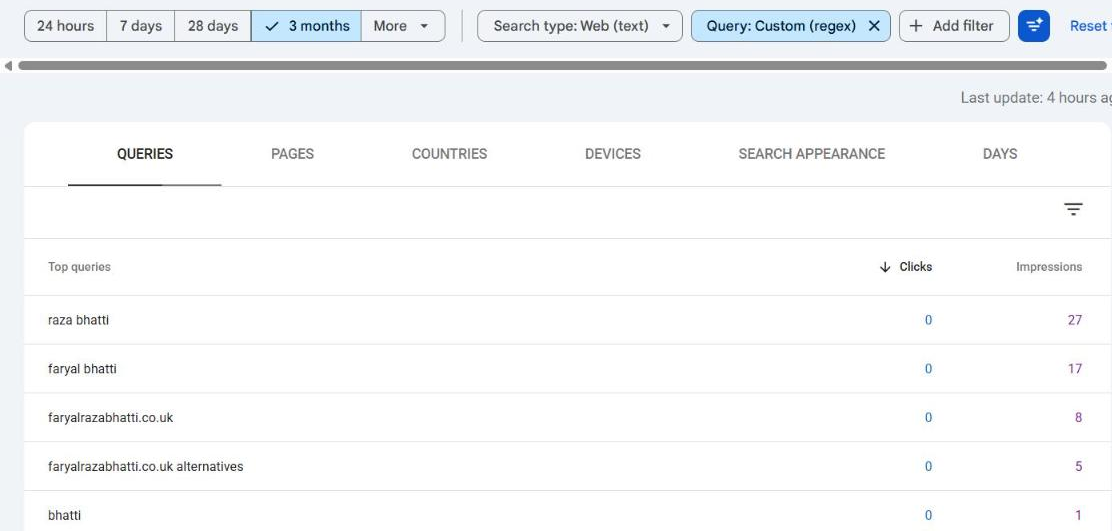 24 hours 7 days 28 days 3 months More Search type: Web (text) Query: Custom (regex) Add filter Reset
Last update: 4 hours
QUERIES PAGES COUNTRIES DEVICES SEARCH APPEARANCE DAYS
Top queries Clicks Impressions
raza bhatti 0 27
faryal bhatti 0 17
faryalrazabhatti.co.uk 0 8
faryalrazabhatti.co.uk alternatives 0 5
bhatti 0 1